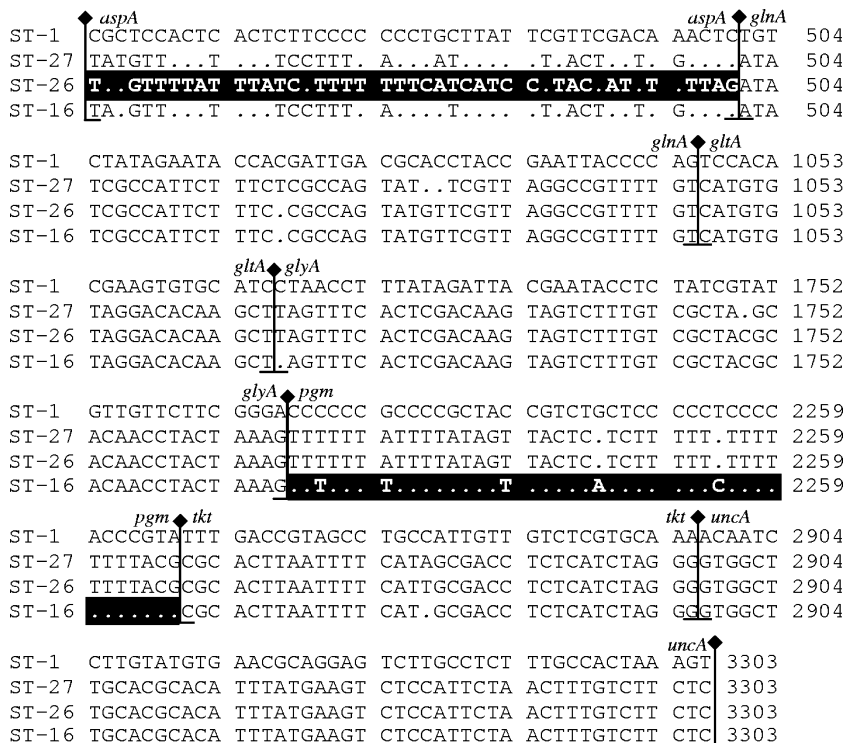 aspA aspA glnA
ST-1 CGCTCCACTC ACTCTTCCCC CCCTGCTTAT TCGTTCGACA AACTCTGT 504
ST-27 TATGTT....T ...TCCTTT. A...AT.... T.ACT..T. G....ATA 504
ST-26 T..GTTTTAT TTATC.TTTT TTTCATCATC C.TAC.AT.T .TTAGATA 504
ST-16 TA.GTT...T ...TCCTTT. A....T.... T.ACT..T. G....ATA 504
glnA gltA
ST-1 CTATAGAATA CCACGATTGA CGCACCTACC GAATTACCCC AGTCCACA 1053
ST-27 TCGCCATTCT TTCTCGCCAG TAT..TCGTT AGGCCGTTTT GTCATGTG 1053
ST-26 TCGCCATTCT TTC.CGCCAG TATGTTCGTT AGGCCGTTTT GTCATGTG 1053
ST-16 TCGCCATTCT TTC.CGCCAG TATGTTCGTT AGGCCGTTTT GTCATGTG 1053
gltA glyA
ST-1 CGAAGTGTGC ATCCTAACCT TTATAGATTA CGAATACCTC TATCGTAT 1752
ST-27 TAGGACACAA GCTTAGTTTC ACTCGACAAG TAGTCTTTGT CGCTA.GC 1752
ST-26 TAGGACACAA GCTTAGTTTC ACTCGACAAG TAGTCTTTGT CGCTACGC 1752
ST-16 TAGGACACAA GCT.AGTTTC ACTCGACAAG TAGTCTTTGT CGCTACGC 1752
glyA pgm
ST-1 GTTGTTCTTCG GGGACCCCCC GCCCCGCTAC CGTCTGCTCC CCCTCCCC 2259
ST-27 ACAACCTACT AAAGTTTTTT ATTTTATAGT TACTC.TCTT TTT.TTTT 2259
ST-26 ACAACCTACT AAAGTTTTTT ATTTTATAGT TACTC.TCTT TTT.TTTT 2259
ST-16 ACAACCTACT AAAG..T... T.......T. ....A..... ..C..... 2259
pgm tkt tkt uncA
ST-1 ACCCGTATTT GACCGTAGCC TGCCATTGTT GTCTCGTGCA AAACAATC 2904
ST-27 TTTTACGCGC ACTTAATTTT CATAGCGACC TCTCATCTAG GGGTGGCT 2904
ST-26 TTTTACGCGC ACTTAATTTT CATTGCGACC TCTCATCTAG GGGTGGCT 2904
ST-16 .......CGC ACTTAATTTT CAT.GCGACC TCTCATCTAG GGGTGGCT 2904
uncA
ST-1 CTTGTATGTG AACGCAGGAG TCTTGCCTCT TTGCCACTAA AGT 3303
ST-27 TGCACGCACA TTTATGAAGT CTCCATTCTA ACTTTGTCTT CTC 3303
ST-26 TGCACGCACA TTTATGAAGT CTCCATTCTA ACTTTGTCTT CTC 3303
ST-16 TGCACGCACA TTTATGAAGT CTCCATTCTA ACTTTGTCTT CTC 3303